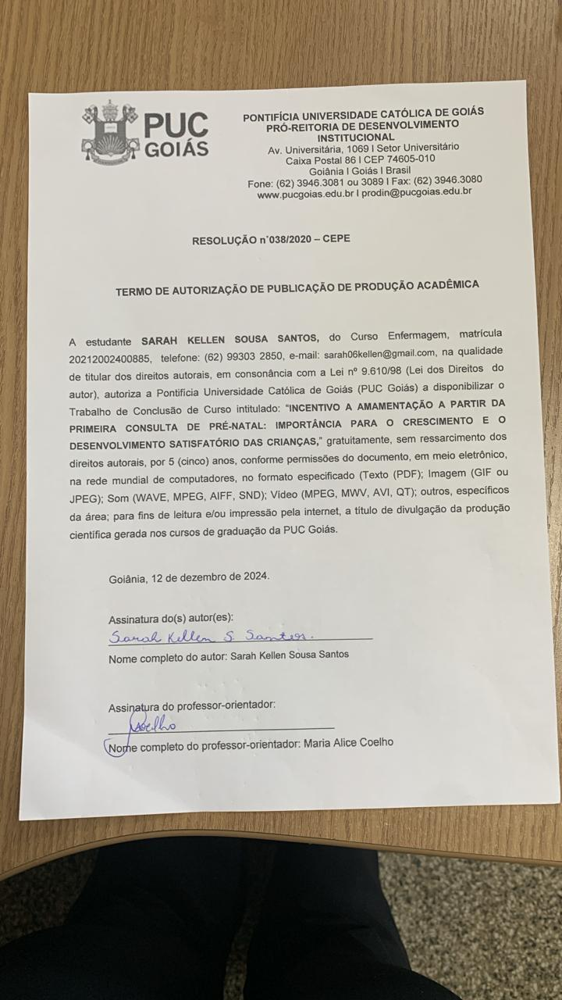 PUC
GOIÁS
PONTIFÍCIA UNIVERSIDADE CATÓLICA DE GOIÁS
PRÓ-REITORIA DE DESENVOLVIMENTO
INSTITUCIONAL
Av. Universitária, 1069 I Setor Universitário
Caixa Postal 86 I CEP 74605-010
Goiânia I Goiás I Brasil
Fone: (62) 3946.3081 ou 3089 I Fax: (62) 3946.3080
www.pucgoias.edu.br I prodin@pucgoias.edu.br
RESOLUÇÃO n°038/2020 – CEPE
TERMO DE AUTORIZAÇÃO DE PUBLICAÇÃO DE PRODUÇÃO ACADÊMICA
A estudante SARAH KELLEN SOUSA SANTOS, do Curso Enfermagem, matrícula
20212002400885, telefone: (62) 99303 2850, e-mail: sarah06kellen@gmail.com, na qualidade
de titular dos direitos autorais, em consonância com a Lei nº 9.610/98 (Lei dos Direitos do
autor), autoriza a Pontifícia Universidade Católica de Goiás (PUC Goiás) a disponibilizar o
Trabalho de Conclusão de Curso intitulado: “INCENTIVO A AMAMENTAÇÃO A PARTIR DA
PRIMEIRA CONSULTA DE PRÉ-NATAL: IMPORTÂNCIA PARA O CRESCIMENTO E O
DESENVOLVIMENTO SATISFATÓRIO DAS CRIANÇAS,” gratuitamente, sem ressarcimento dos
direitos autorais, por 5 (cinco) anos, conforme permissões do documento, em meio eletrônico,
na rede mundial de computadores, no formato especificado (Texto (PDF); Imagem (GIF ou
JPEG); Som (WAVE, MPEG, AIFF, SND); Vídeo (MPEG, MWV, AVI, QT); outros, específicos
da área; para fins de leitura e/ou impressão pela internet, a título de divulgação da produção
científica gerada nos cursos de graduação da PUC Goiás.
Goiânia, 12 de dezembro de 2024.
Assinatura do(s) autor(es):
Sarah Kellen S. Santos.
Nome completo do autor: Sarah Kellen Sousa Santos
Assinatura do professor-orientador:
Nome completo do professor-orientador: Maria Alice Coelho